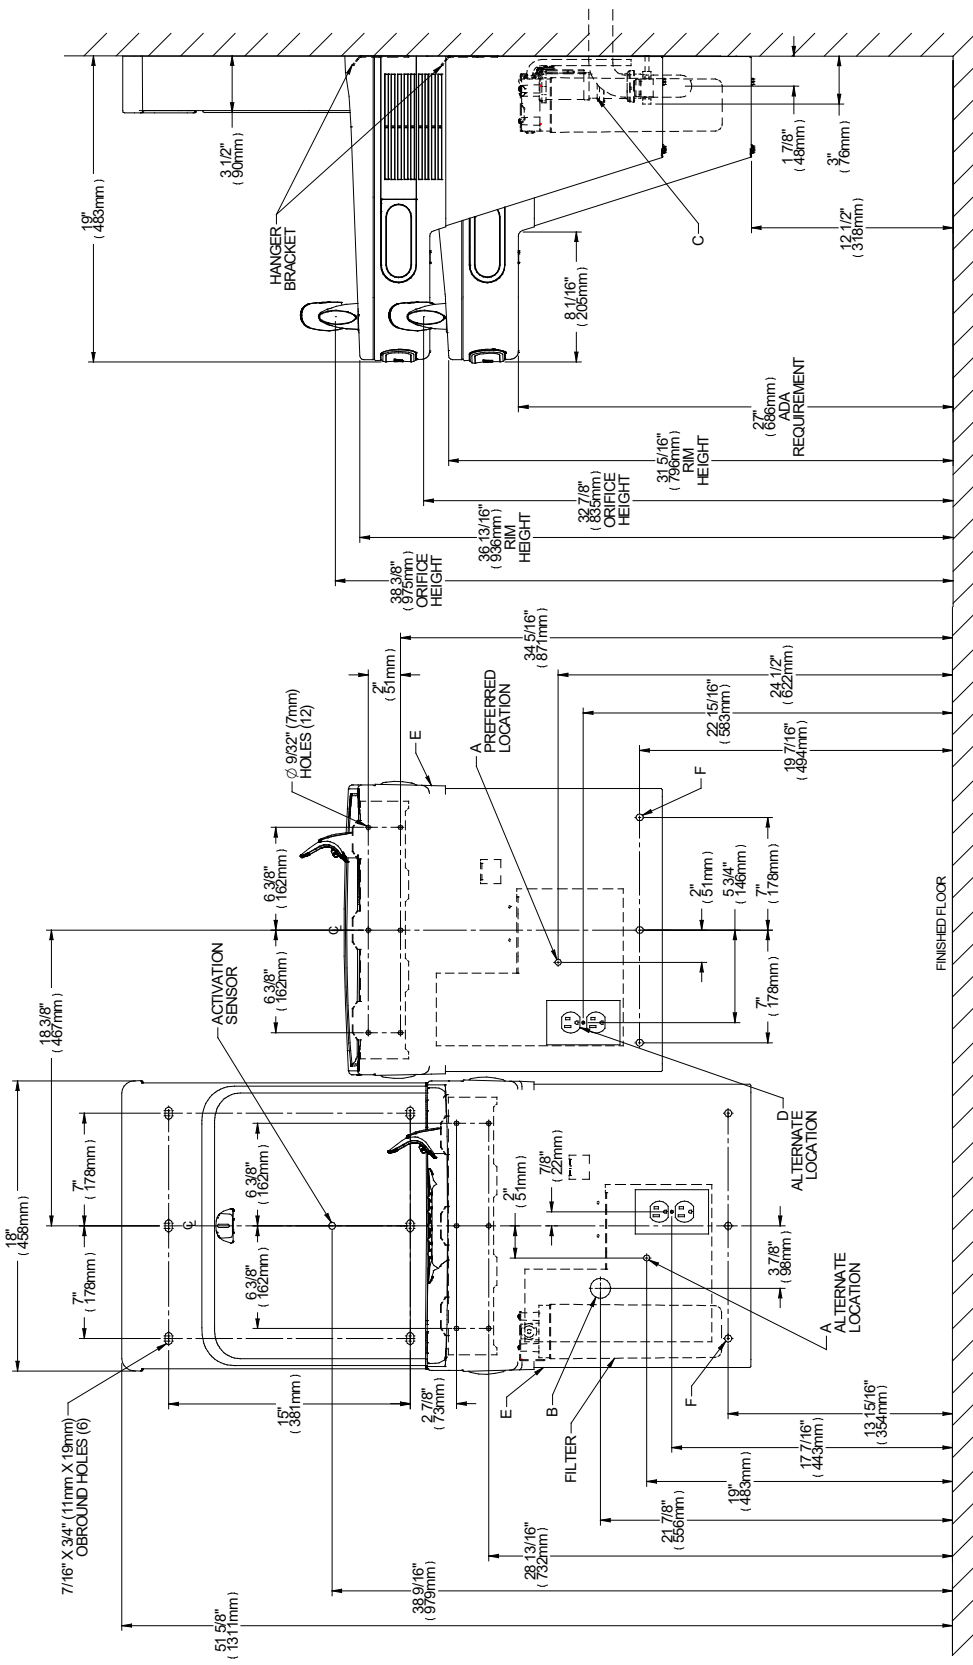 19"
(483mm)
3 1/2"
(90mm)
HANGER
BRACKET
8 1/16"
(205mm)
C
1 7/8"
(48mm)
3"
(76mm)
12 1/2"
(318mm)
27"
(686mm)
ADA
REQUIREMENT
31 5/16"
(796mm)
RIM
HEIGHT
32 7/8"
(835mm)
ORIFICE
HEIGHT
36 13/16"
(936mm)
RIM
HEIGHT
38 3/8"
(975mm)
ORIFICE
HEIGHT
34 5/16"
(871mm)
2"
(51mm)
∅ 9/32" (7mm)
HOLES (12)
E
A
PREFERRED
LOCATION
24 1/2"
(622mm)
22 15/16"
(583mm)
19 7/16"
(494mm)
F
6 3/8"
(162mm)
6 3/8"
(162mm)
CL
18 3/8"
(467mm)
ACTIVATION
SENSOR
2"
(51mm)
5 3/4"
(146mm)
7"
(178mm)
7"
(178mm)
FINISHED FLOOR
D
ALTERNATE
LOCATION
18"
(458mm)
7"
(178mm)
7"
(178mm)
CL
6 3/8"
(162mm)
6 3/8"
(162mm)
7/8"
(22mm)
2"
(51mm)
3 7/8"
(98mm)
A
ALTERNATE
LOCATION
7/16" X 3/4" (11mm X 19mm)
OBROUND HOLES (6)
15"
(381mm)
2 7/8"
(73mm)
E
B
FILTER
F
13 15/16"
(354mm)
17 7/16"
(443mm)
19"
(483mm)
21 7/8"
(556mm)
28 13/16"
(732mm)
38 9/16"
(979mm)
51 5/8"
(1311mm)